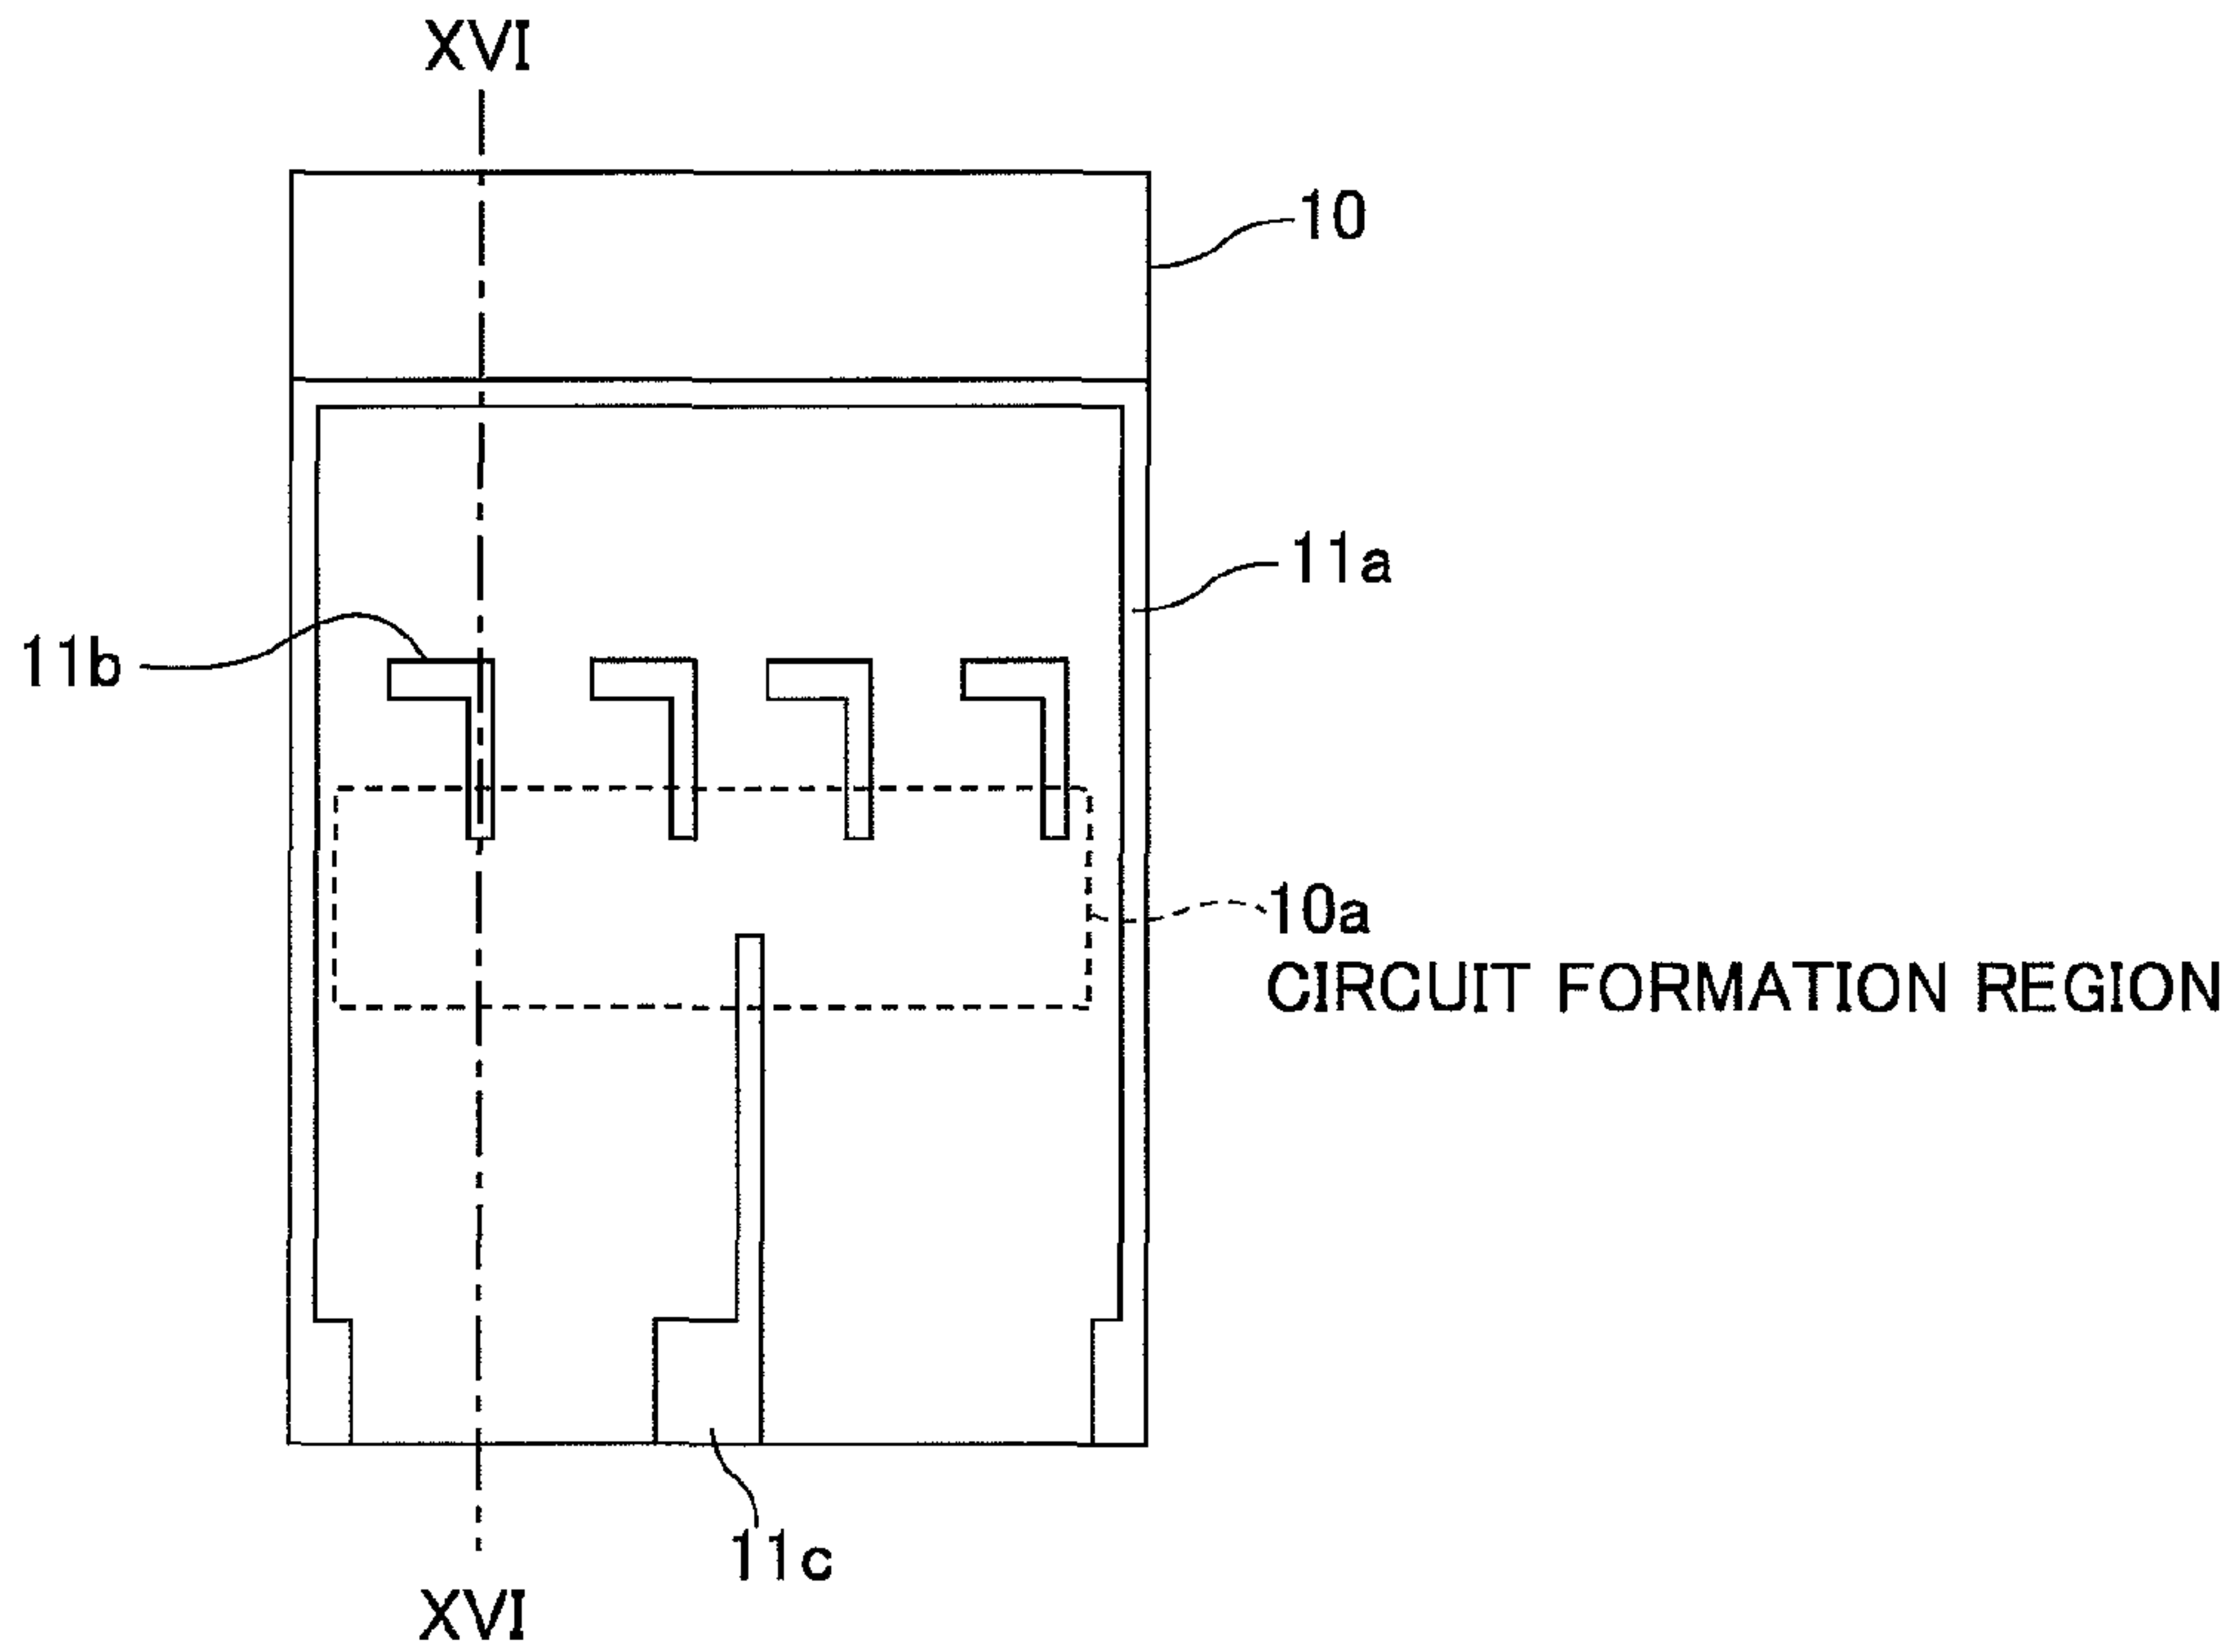 XVI
10
11a
11b
10a
CIRCUIT FORMATION REGION
11c
XVI